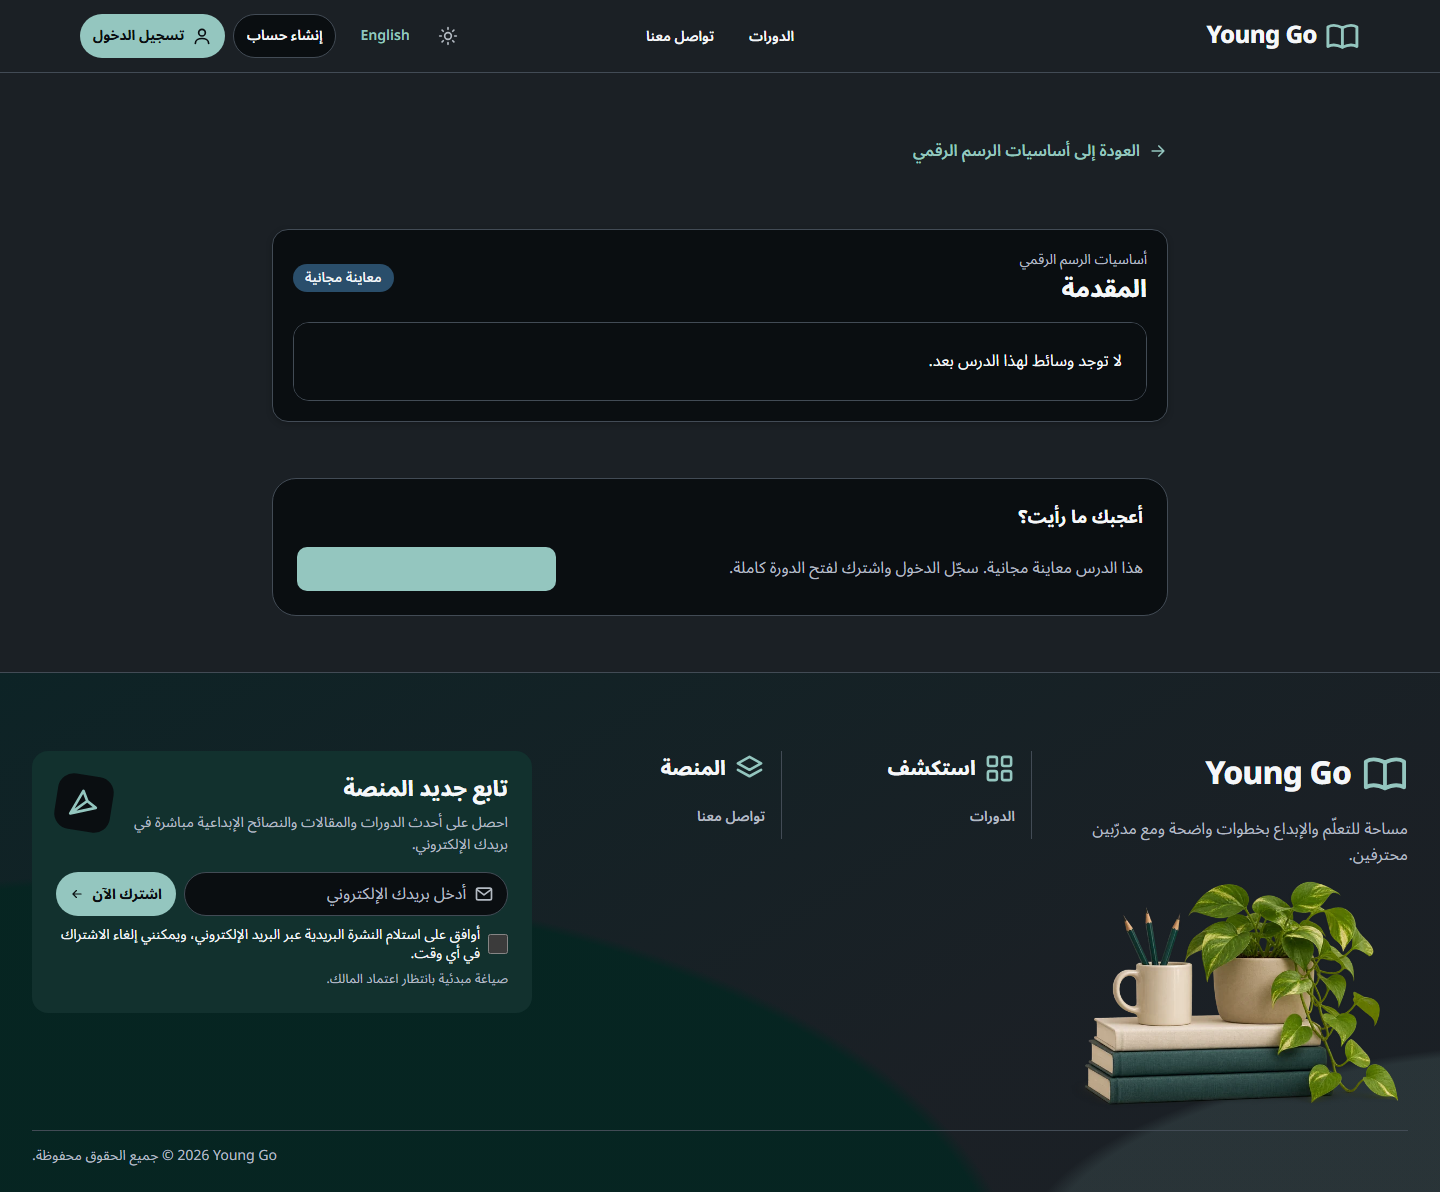 Young Go
الدورات
تواصل معنا
English
إنشاء حساب
تسجيل الدخول
العودة إلى أساسيات الرسم الرقمي
أساسيات الرسم الرقمي
المقدمة
معاينة مجانية
لا توجد وسائط لهذا الدرس بعد.
أعجبك ما رأيت؟
هذا الدرس معاينة مجانية. سجّل الدخول واشترك لفتح الدورة كاملة.
Young Go
مساحة للتعلّم والإبداع بخطوات واضحة ومع مدرّبين
محترفين.
استكشف
الدورات
المنصة
تواصل معنا
تابع جديد المنصة
احصل على أحدث الدورات والمقالات والنصائح الإبداعية مباشرة في
بريدك الإلكتروني.
أدخل بريدك الإلكتروني
اشترك الآن
أوافق على استلام النشرة البريدية عبر البريد الإلكتروني، ويمكنني إلغاء الاشتراك
في أي وقت.
صياغة مبدئية بانتظار اعتماد المالك.
Young Go 2026 © جميع الحقوق محفوظة.